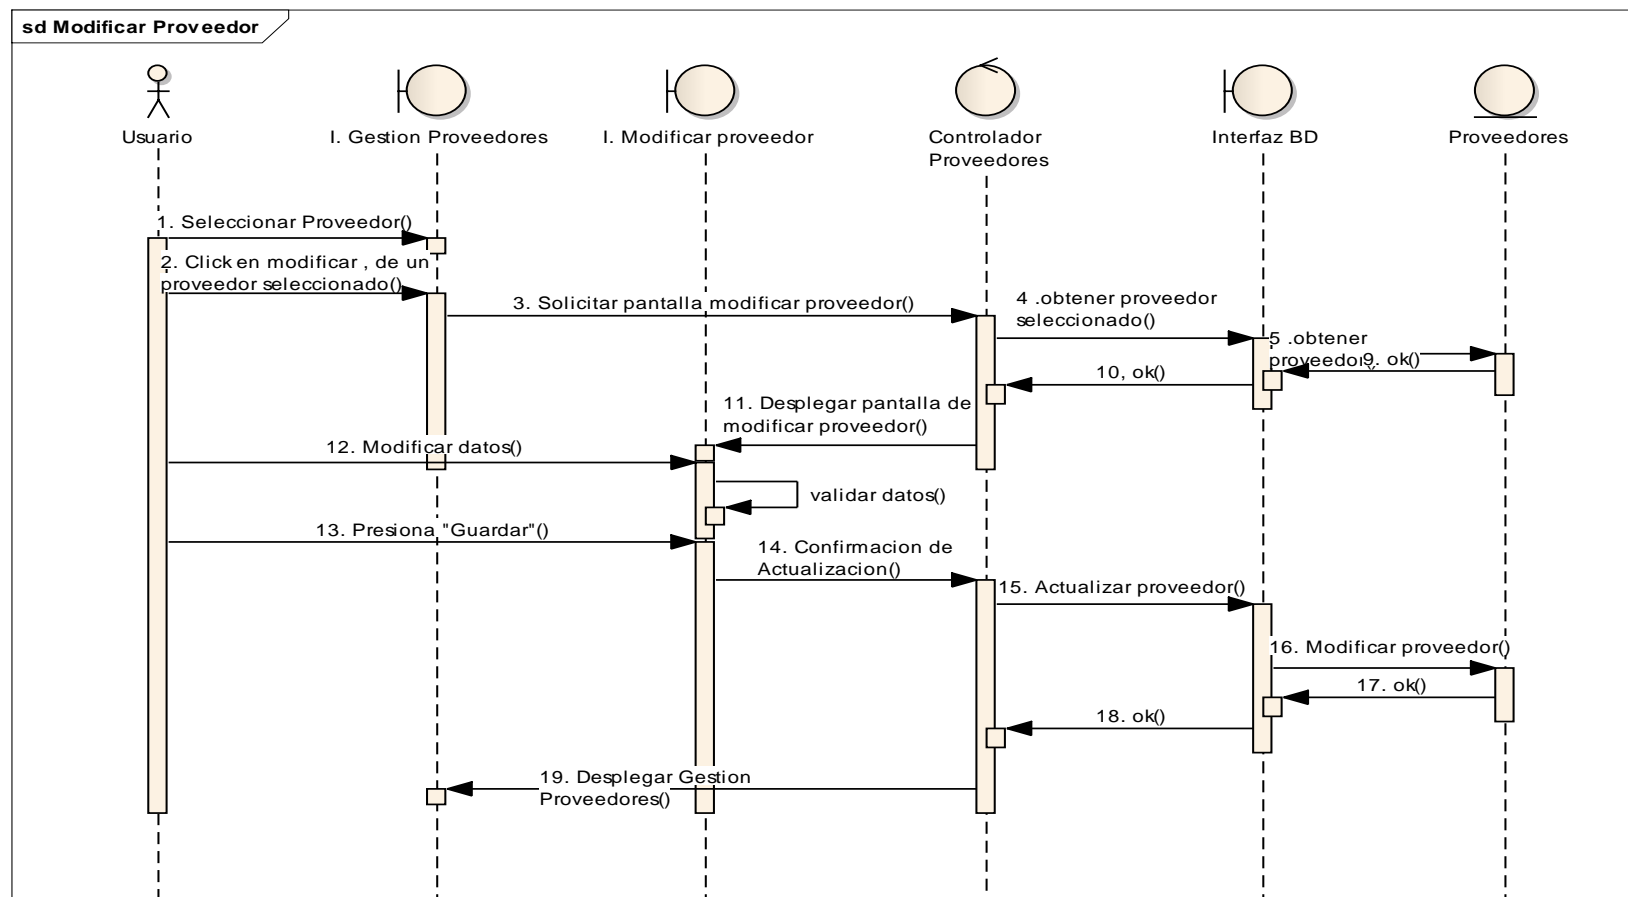 sd Modificar Proveedor
Usuario
I. Gestion Proveedores
I. Modificar proveedor
Controlador
Proveedores
Interfaz BD
Proveedores
1. Seleccionar Proveedor()
2. Click en modificar , de un
proveedor seleccionado()
3. Solicitar pantalla modificar proveedor()
4 .obtener proveedor
seleccionado()
5 .obtener
proveedor()
9. ok()
10, ok()
11. Desplegar pantalla de
modificar proveedor()
12. Modificar datos()
validar datos()
13. Presiona "Guardar"()
14. Confirmacion de
Actualizacion()
15. Actualizar proveedor()
16. Modificar proveedor()
17. ok()
18. ok()
19. Desplegar Gestion
Proveedores()